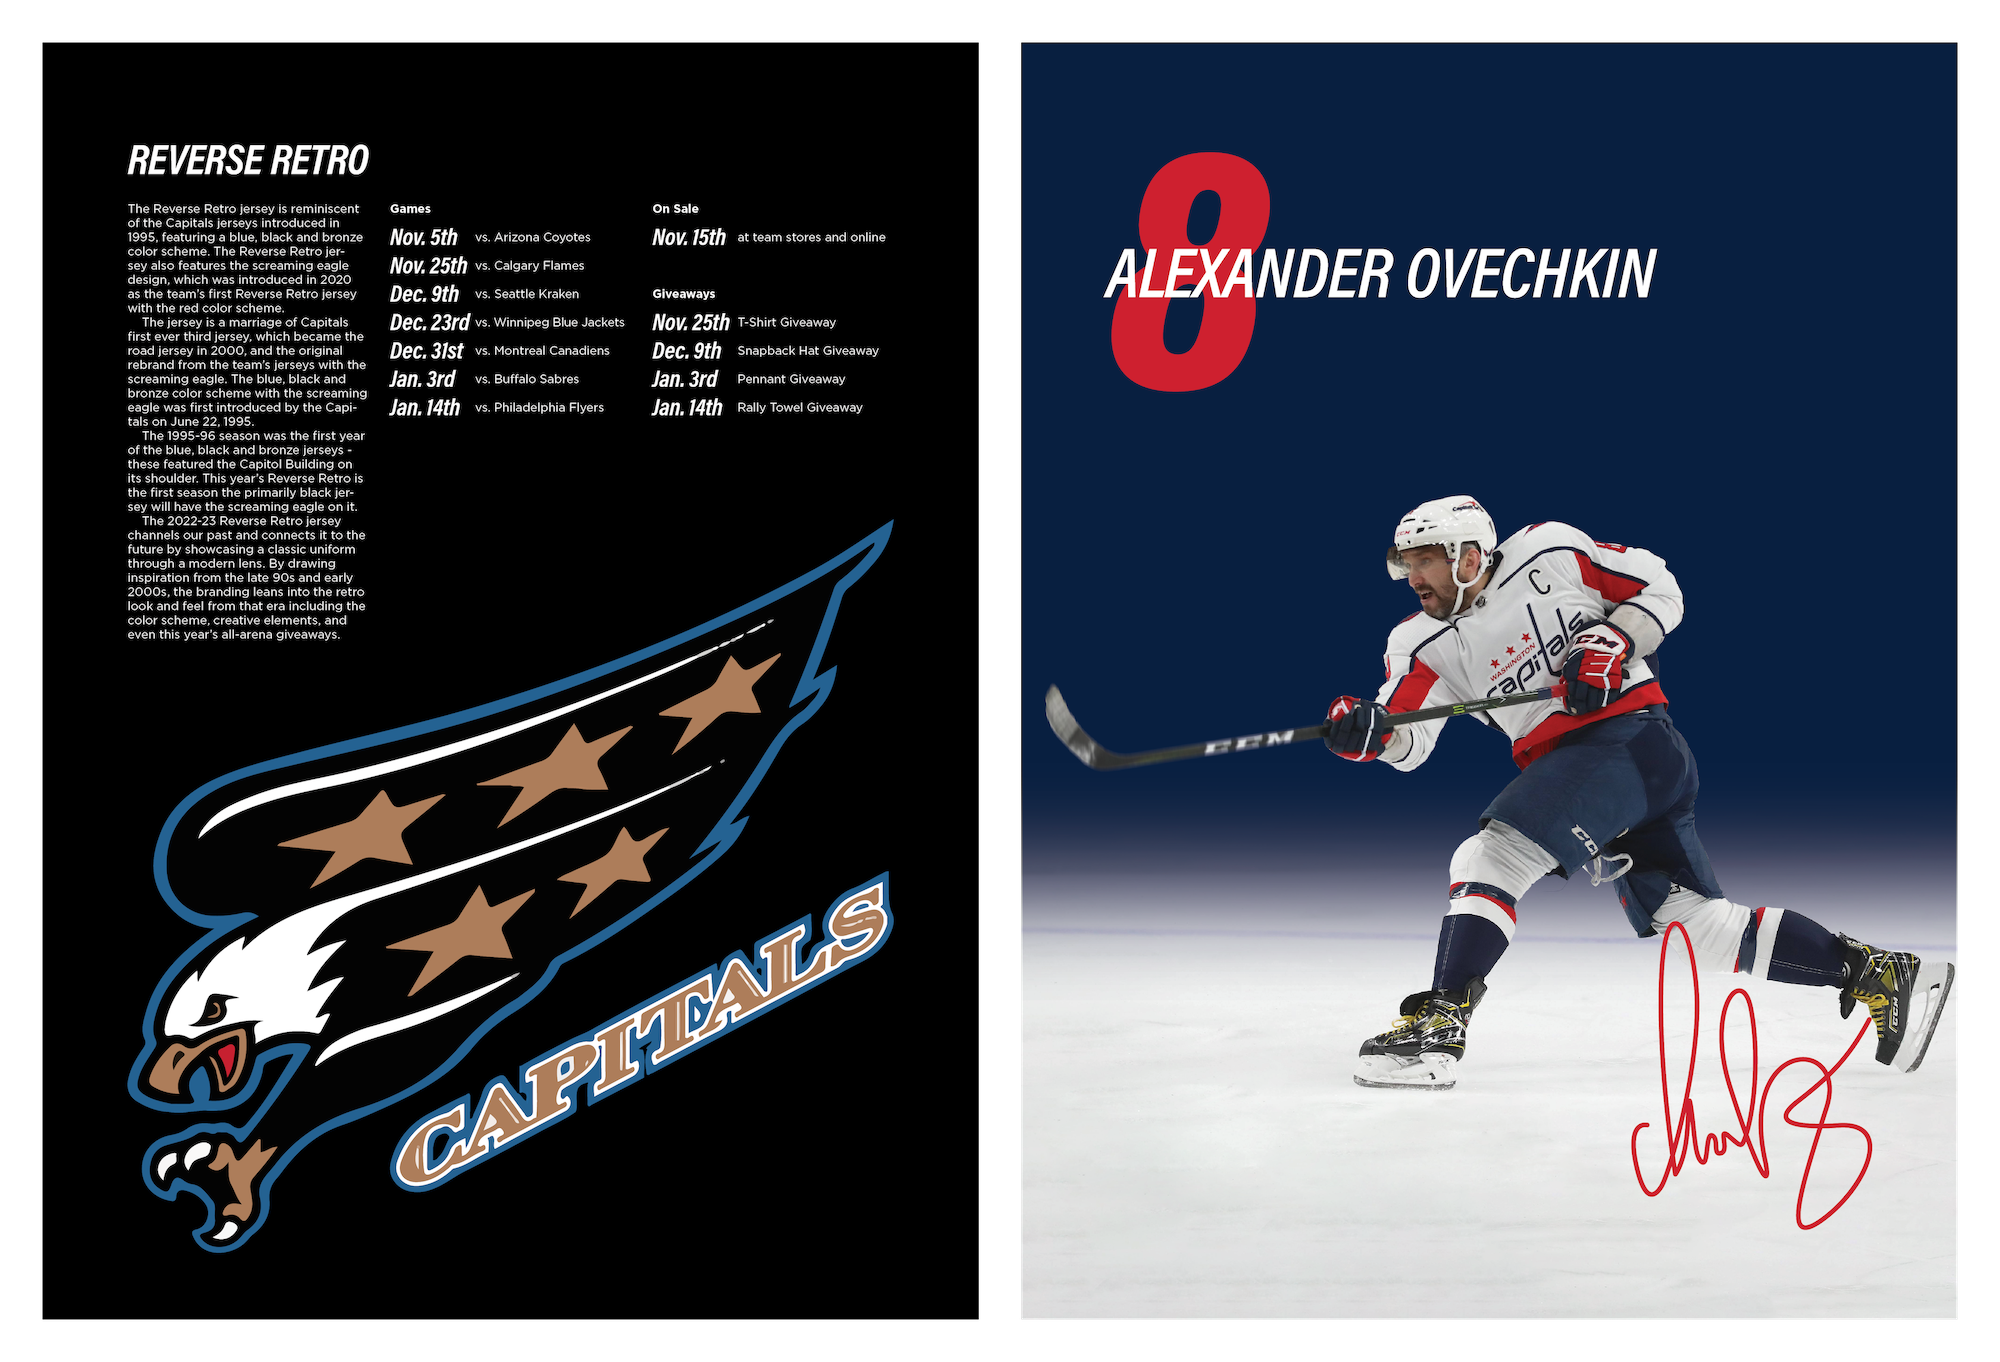 REVERSE RETRO
The Reverse Retro jersey is reminiscent
of the Capitals jerseys introduced in
1995, featuring a blue, black and bronze
color scheme. The Reverse Retro jer-
sey also features the screaming eagle
design, which was introduced in 2020
as the team's first Reverse Retro jersey
with the red color scheme.
The jersey is a marriage of Capitals
first ever third jersey, which became the
road jersey in 2000, and the original
rebrand from the team's jerseys with the
screaming eagle. The blue, black and
bronze color scheme with the screaming
eagle was first introduced by the Capi-
tals on June 22, 1995.
The 1995-96 season was the first year
of the blue, black and bronze jerseys -
these featured the Capitol Building on
its shoulder. This year's Reverse Retro is
the first season the primarily black jer-
sey will have the screaming eagle on it.
The 2022-23 Reverse Retro jersey
channels our past and connects it to the
future by showcasing a classic uniform
through a modern lens. By drawing
inspiration from the late 90s and early
2000s, the branding leans into the retro
look and feel from that era including the
color scheme, creative elements, and
even this year's all-arena giveaways.
Games
Nov. 5th vs. Arizona Coyotes
Nov. 25th vs. Calgary Flames
Dec. 9th vs. Seattle Kraken
Dec. 23rd vs. Winnipeg Blue Jackets
Dec. 31st vs. Montreal Canadiens
Jan. 3rd vs. Buffalo Sabres
Jan. 14th vs. Philadelphia Flyers
On Sale
Nov. 15th at team stores and online
Giveaways
Nov. 25th T-Shirt Giveaway
Dec. 9th Snapback Hat Giveaway
Jan. 3rd Pennant Giveaway
Jan. 14th Rally Towel Giveaway
CAPITALS
8
ALEXANDER OVECHKIN
CCM
C
WASHINGTON
capitals
CCM
CCM
CCM
CCM